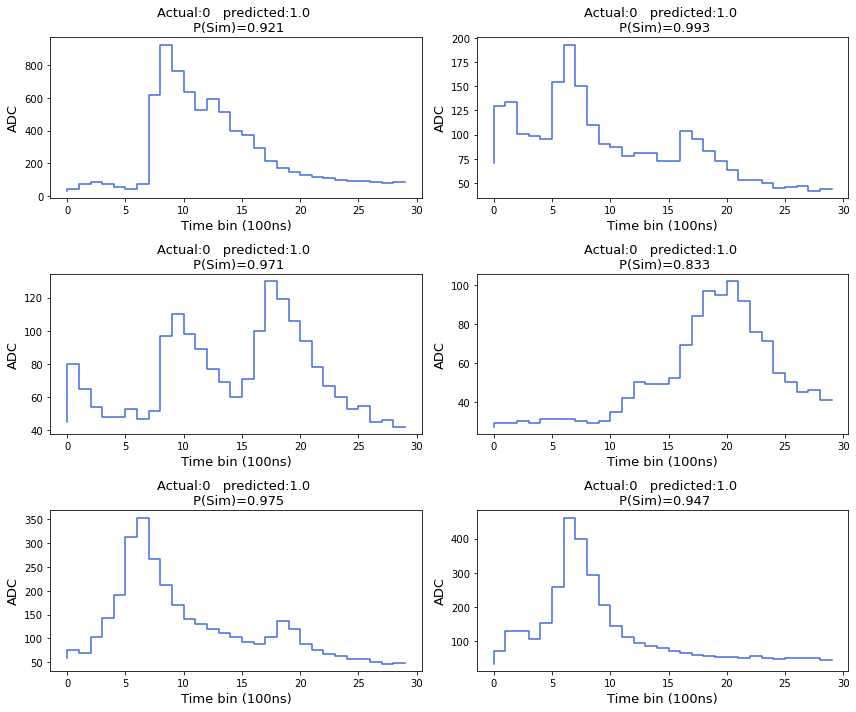 Actual:0 predicted:1.0
P(Sim)=0.921
800
600
400
200
0
ADC
0 5 10 15 20 25 30
Time bin (100ns)
Actual:0 predicted:1.0
P(Sim)=0.993
200
175
150
125
100
75
50
ADC
0 5 10 15 20 25 30
Time bin (100ns)
Actual:0 predicted:1.0
P(Sim)=0.971
120
100
80
60
40
ADC
0 5 10 15 20 25 30
Time bin (100ns)
Actual:0 predicted:1.0
P(Sim)=0.833
100
80
60
40
ADC
0 5 10 15 20 25 30
Time bin (100ns)
Actual:0 predicted:1.0
P(Sim)=0.975
350
300
250
200
150
100
50
ADC
0 5 10 15 20 25 30
Time bin (100ns)
Actual:0 predicted:1.0
P(Sim)=0.947
400
300
200
100
ADC
0 5 10 15 20 25 30
Time bin (100ns)